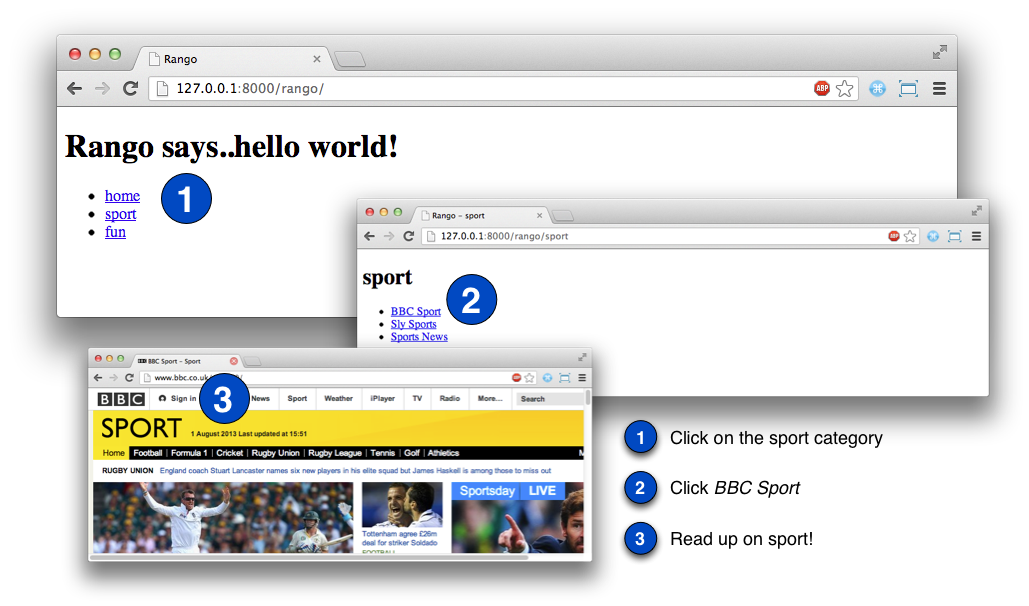 Rango
127.0.0.1:8000/rango/
ABP
Rango says..hello world!
home
sport
fun
1
Rango – sport
127.0.0.1:8000/rango/sport
ABP
sport
BBC Sport
Sly Sports
Sports News
2
BBC BBC Sport – Sport
www.bbc.co.uk
3
BBC Sign in News Sport Weather iPlayer TV Radio More... Search
SPORT 1 August 2013 Last updated at 15:51
Home Football Formula 1 Cricket Rugby Union Rugby League Tennis Golf Athletics M
RUGBY UNION England coach Stuart Lancaster names six new players in his elite squad but James Haskell is among those to miss out
Sportsday LIVE
Tottenham agree £26m
deal for striker Soldado
FOOTBALL
1 Click on the sport category
2 Click BBC Sport
3 Read up on sport!